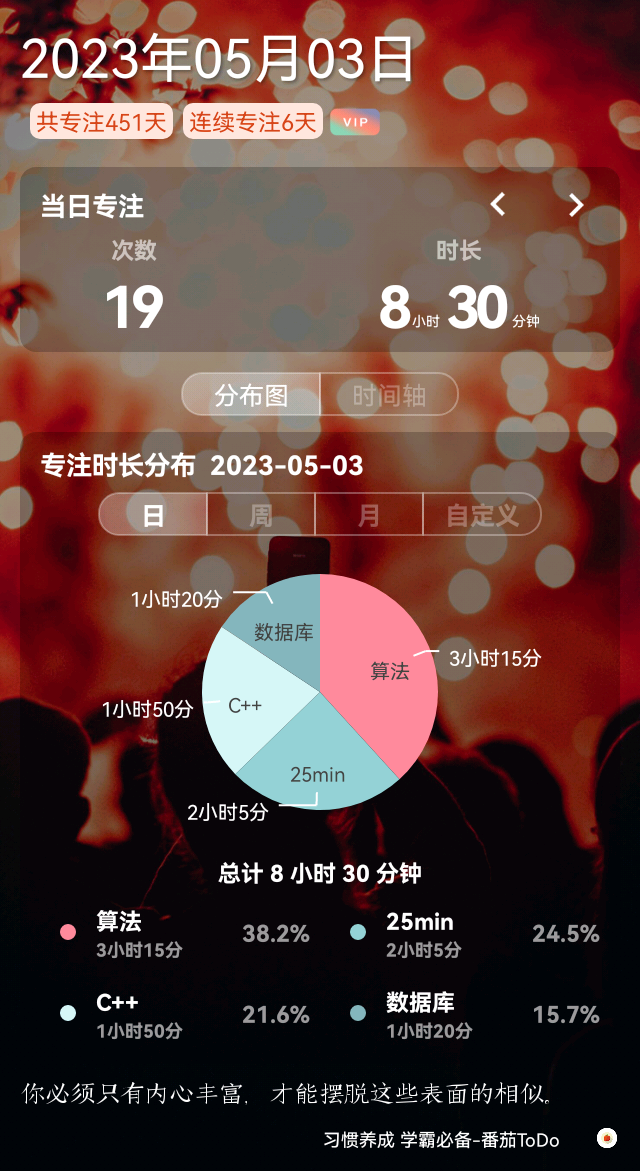 2023年05月03日
共专注451天 连续专注6天 VIP
当日专注
次数 时长
19 8小时30分钟
分布图 时间轴
专注时长分布 2023-05-03
日 周 月 自定义
1小时20分
数据库
算法 3小时15分
1小时50分 C++
25min
2小时5分
总计 8 小时 30 分钟
算法 38.2% 25min 24.5%
3小时15分 2小时5分
C++ 21.6% 数据库 15.7%
1小时50分 1小时20分
你必须只有内心丰富,才能摆脱这些表面的相似。
习惯养成 学霸必备-番茄ToDo